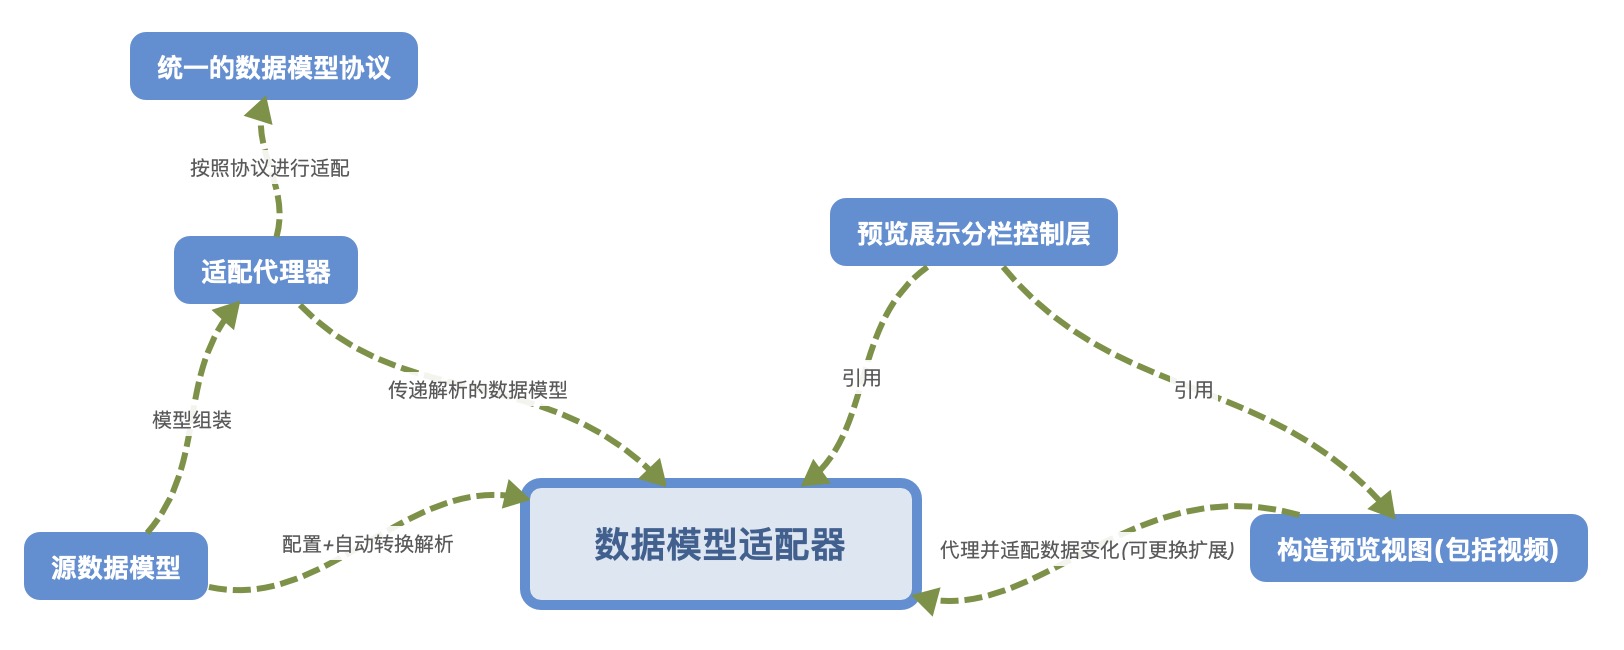 统一的数据模型协议
按照协议进行适配
适配代理器
预览展示分栏控制层
传递解析的数据模型
引用
引用
模型组装
源数据模型
配置+自动转换解析
数据模型适配器
代理并适配数据变化(可更换扩展)
构造预览视图(包括视频)